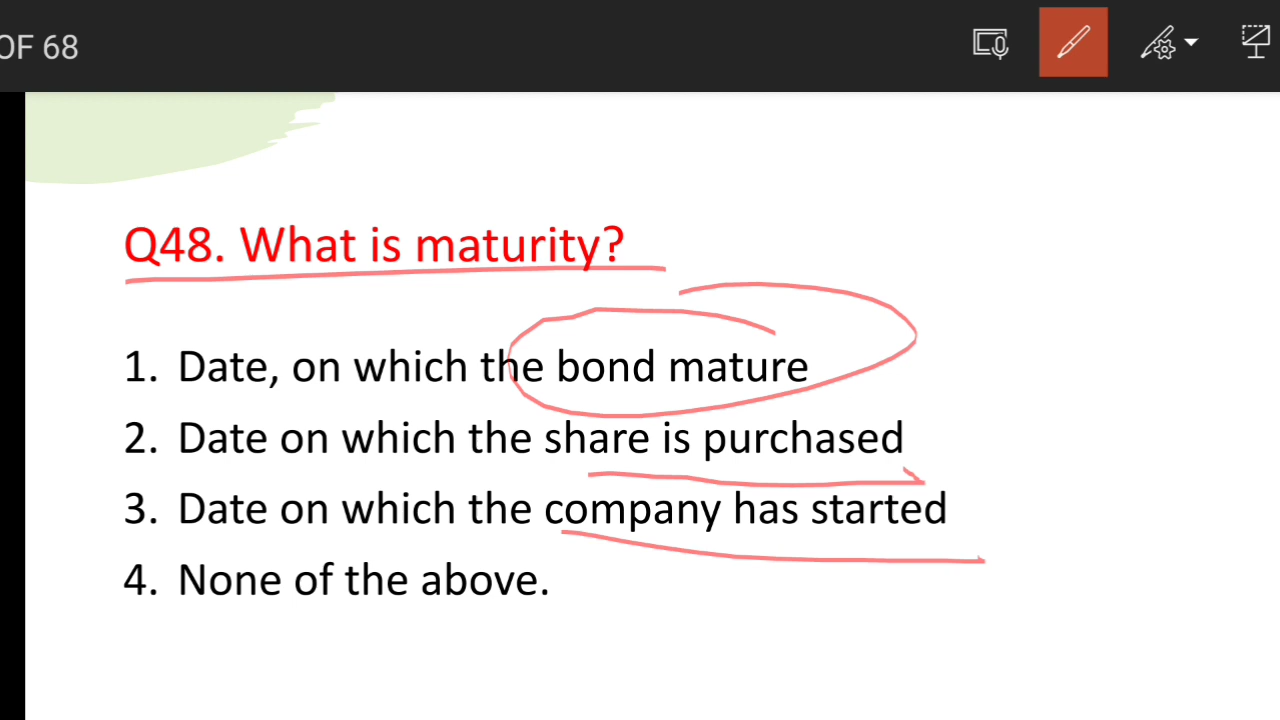 OF 68
Q48. What is maturity?
1. Date, on which the bond mature
2. Date on which the share is purchased
3. Date on which the company has started
4. None of the above.